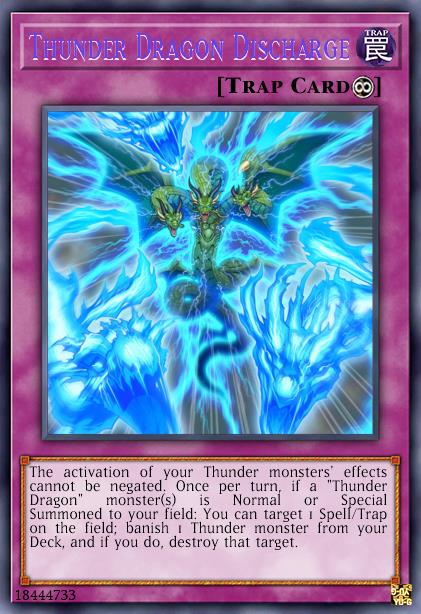 Thunder Dragon Discharge
TRAP
罠
[Trap Card]
The activation of your Thunder monsters' effects
cannot be negated. Once per turn, if a "Thunder
Dragon" monster(s) is Normal or Special
Summoned to your field: You can target 1 Spell/Trap
on the field; banish 1 Thunder monster from your
Deck, and if you do, destroy that target.
18444733